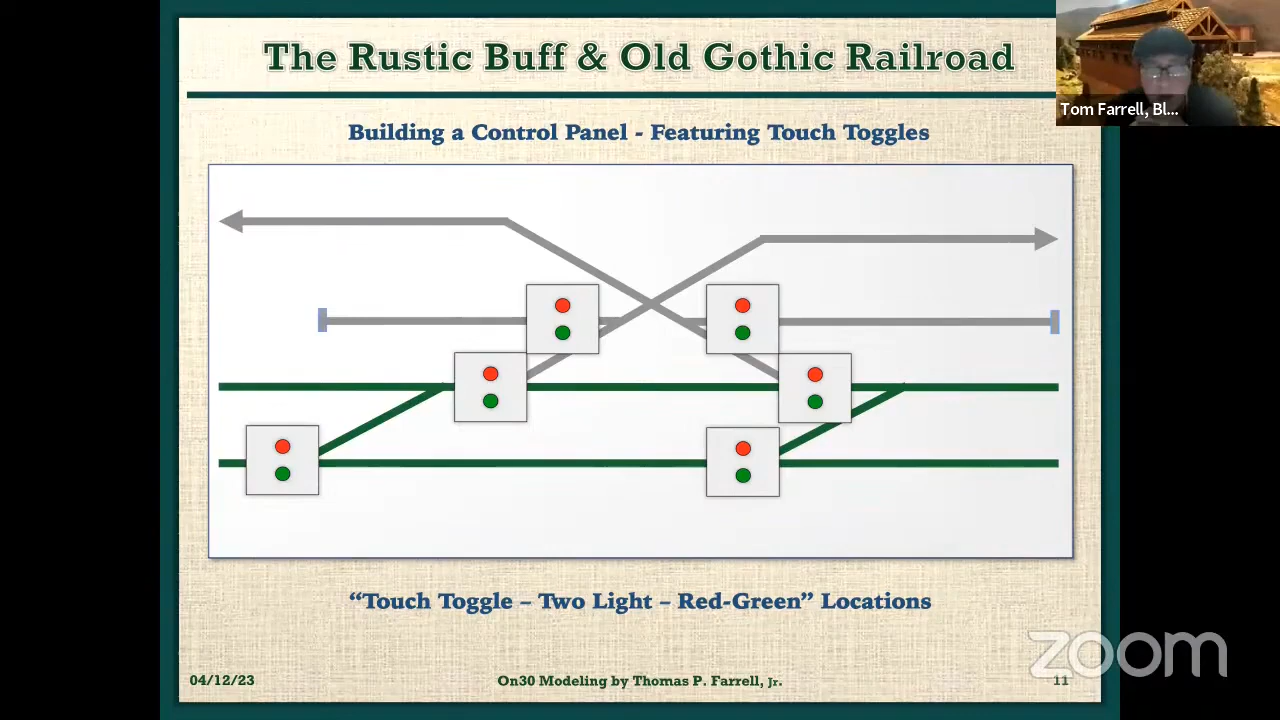 The Rustic Buff & Old Gothic Railroad
Tom Farrell, Bl...
Building a Control Panel - Featuring Touch Toggles
“Touch Toggle – Two Light – Red-Green” Locations
zoom
04/12/23
On30 Modeling by Thomas P. Farrell, Jr.
11